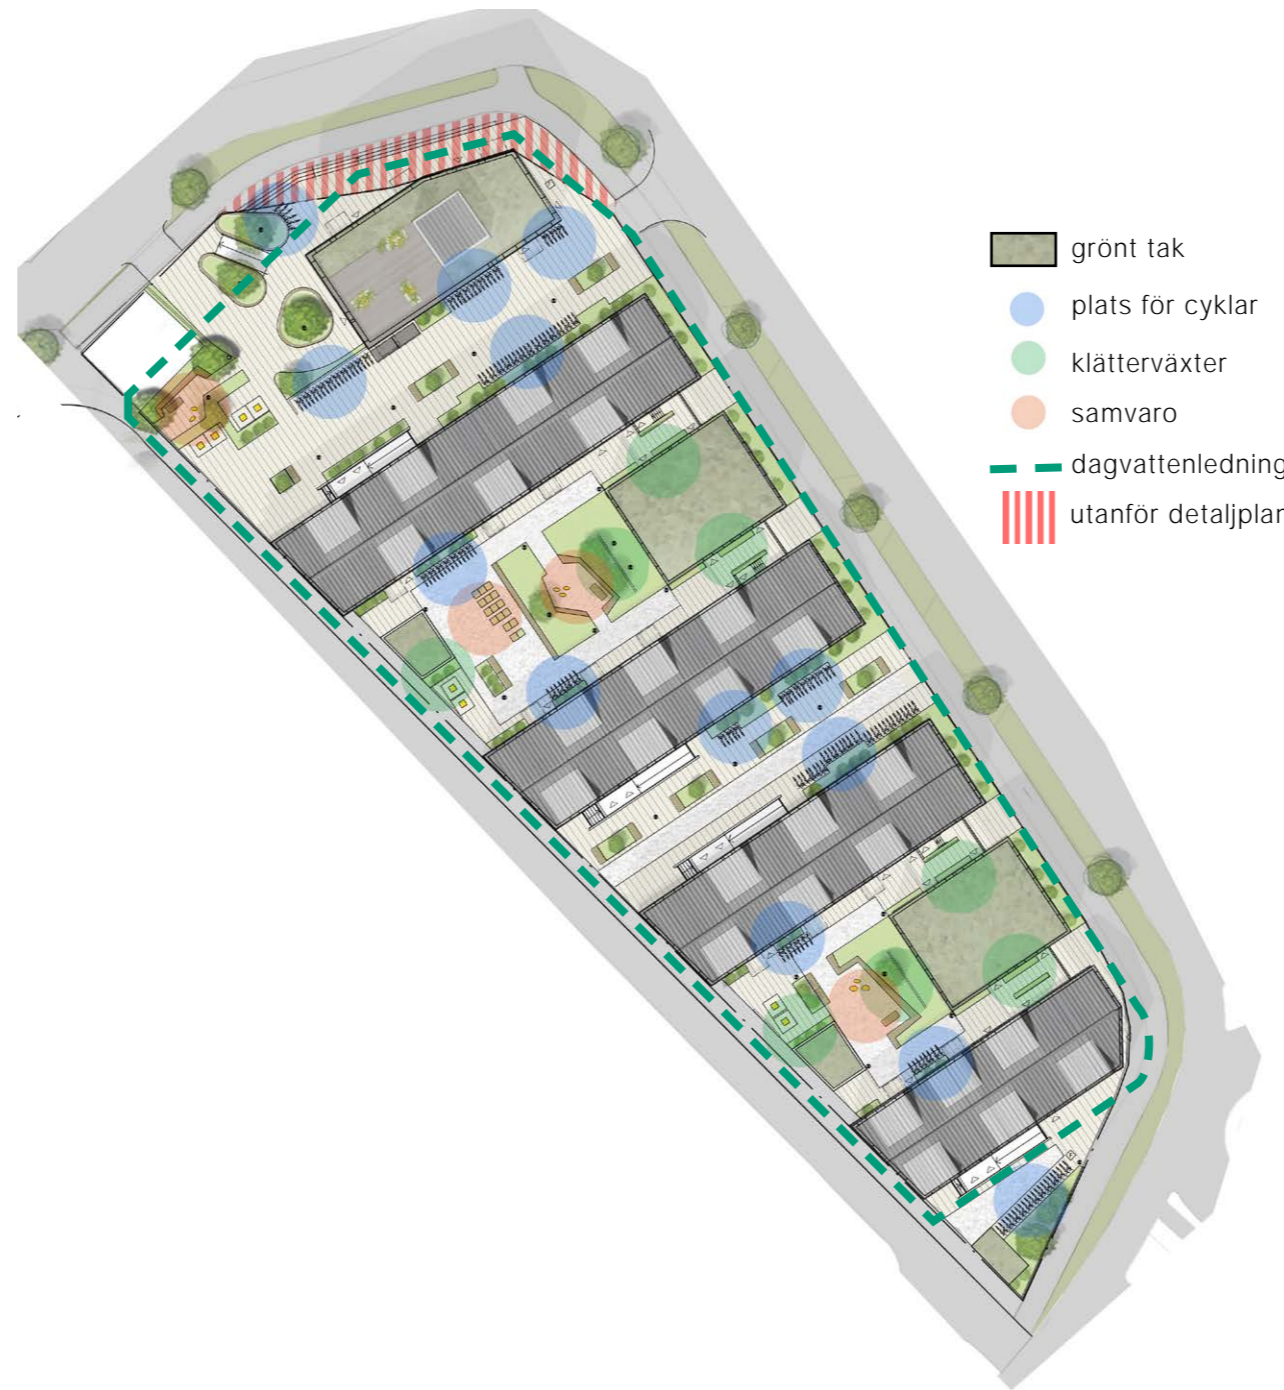 grönt tak
plats för cyklar
klätterväxter
samvaro
dagvattenledning
utanför detaljplan